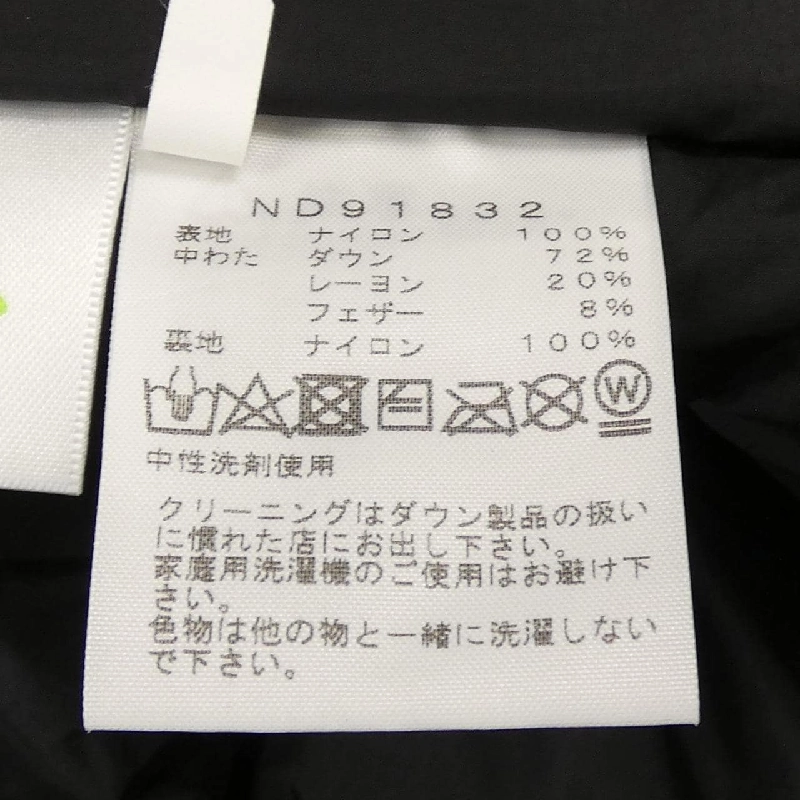 ND91832
表地 ナイロン 100%
中わた ダウン 72%
レーヨン 20%
フェザー 8%
裏地 ナイロン 100%
W
中性洗剤使用
クリーニングはダウン製品の扱い
に慣れた店にお出し下さい。
家庭用洗濯機のご使用はお避け下
さい。
色物は他の物と一緒に洗濯しない
で下さい。